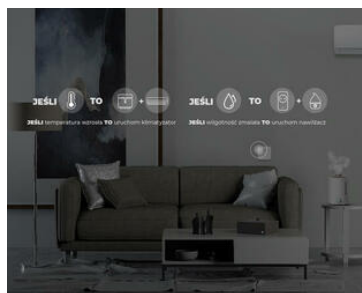 JEŚLI TO + JEŚLI TO +
JEŚLI temperatura wzrosła TO uruchom klimatyzator
JEŚLI wilgotność zmalała TO uruchom nawilżacz